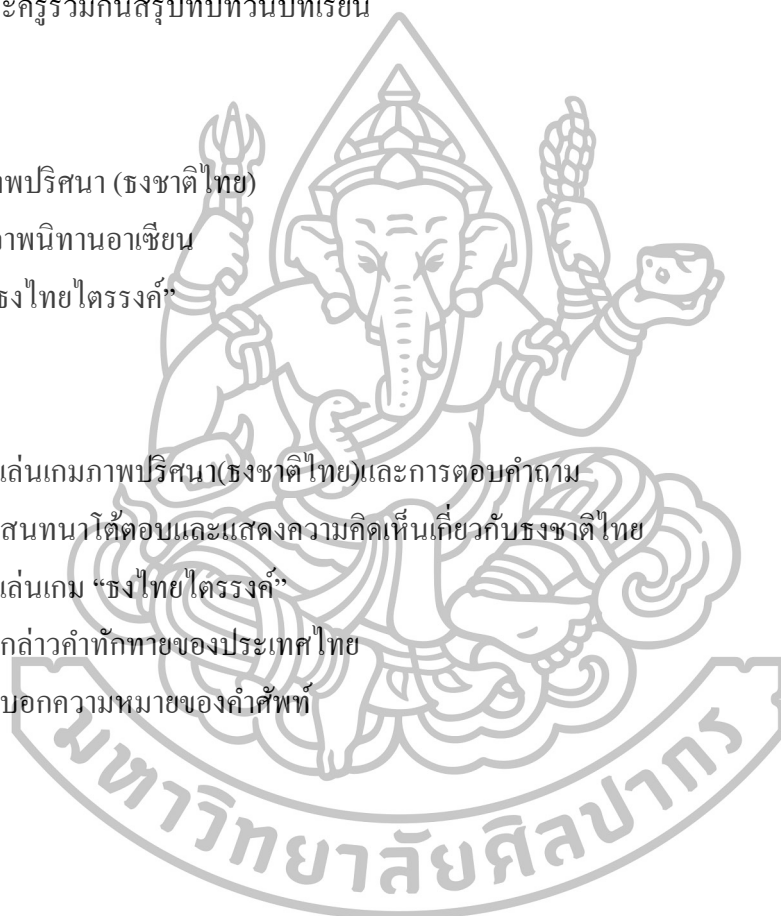 ะครูร่วมกันสรุปทบทวนบทเรียน
าพปริศนา (ธงชาติไทย)
าพนิทานอาเซียน
ธงไทยไตรรงค์”
เล่นเกมภาพปริศนา(ธงชาติไทย)และการตอบคำถาม
สนทนาโต้ตอบและแสดงความคิดเห็นเกี่ยวกับธงชาติไทย
เล่นเกม “ธงไทยไตรรงค์”
กล่าวคำทักทายของประเทศไทย
บอกความหมายของคำศัพท์
มหาวิทยาลัยศิลปากร